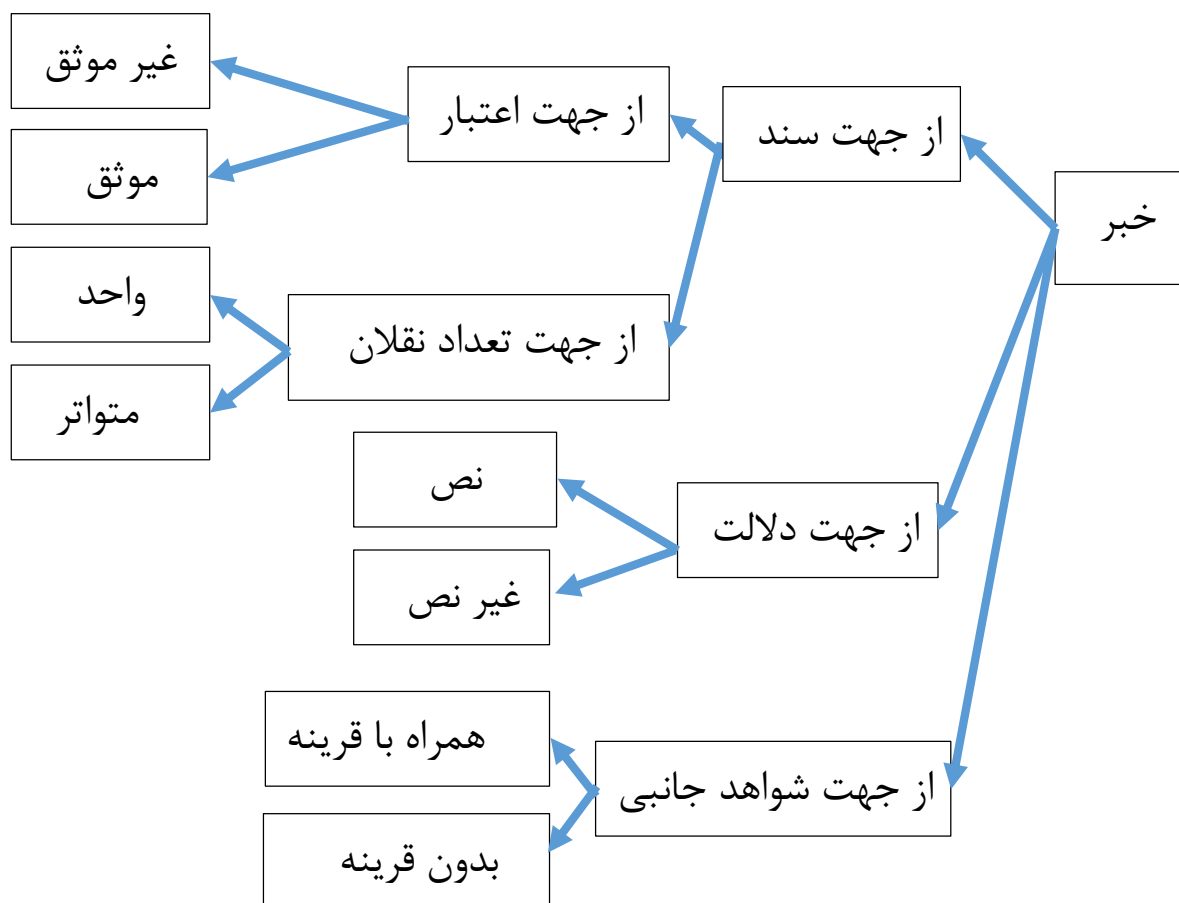 خبر
از جهت سند
از جهت اعتبار
غیر موثق
موثق
از جهت تعداد نقلان
واحد
متواتر
از جهت دلالت
نص
غیر نص
از جهت شواهد جانبی
همراه با قرینه
بدون قرینه